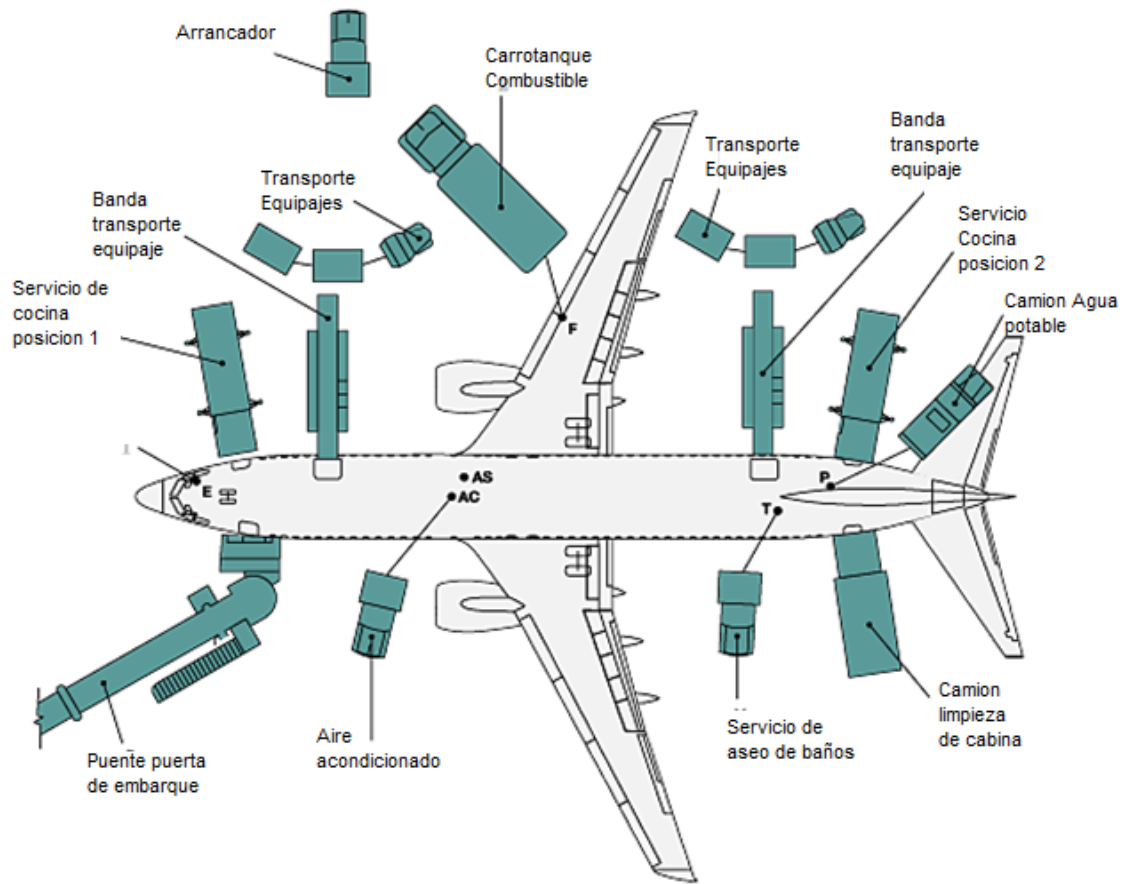 Arrancador
Carrotanque
Combustible
Banda
transporte
equipaje
Transporte
Equipajes
Transporte
Equipajes
Banda
transporte
equipaje
Servicio
Cocina
posicion 2
Servicio de
cocina
posicion 1
Camion Agua
potable
F
E
AS
AC
T
P
Puente puerta
de embarque
Aire
acondicionado
Servicio de
aseo de baños
Camion
limpieza
de cabina